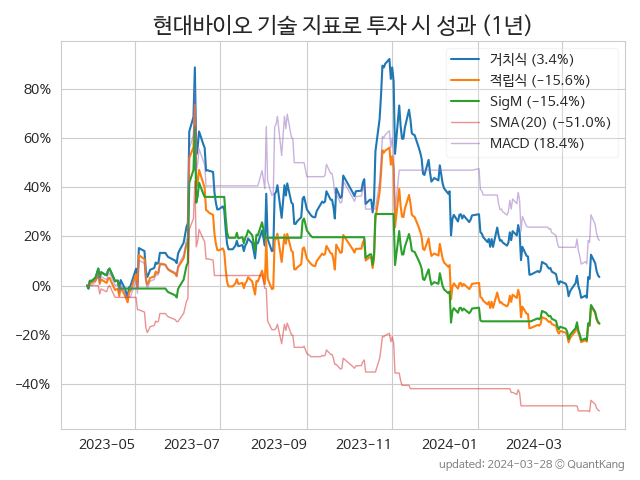 현대바이오 기술 지표로 투자 시 성과 (1년)
거치식 (3.4%)
적립식 (−15.6%)
SigM (−15.4%)
SMA(20) (−51.0%)
MACD (18.4%)
80%
60%
40%
20%
0%
−20%
−40%
2023-05 2023-07 2023-09 2023-11 2024-01 2024-03
updated: 2024-03-28 ⓒ QuantKang